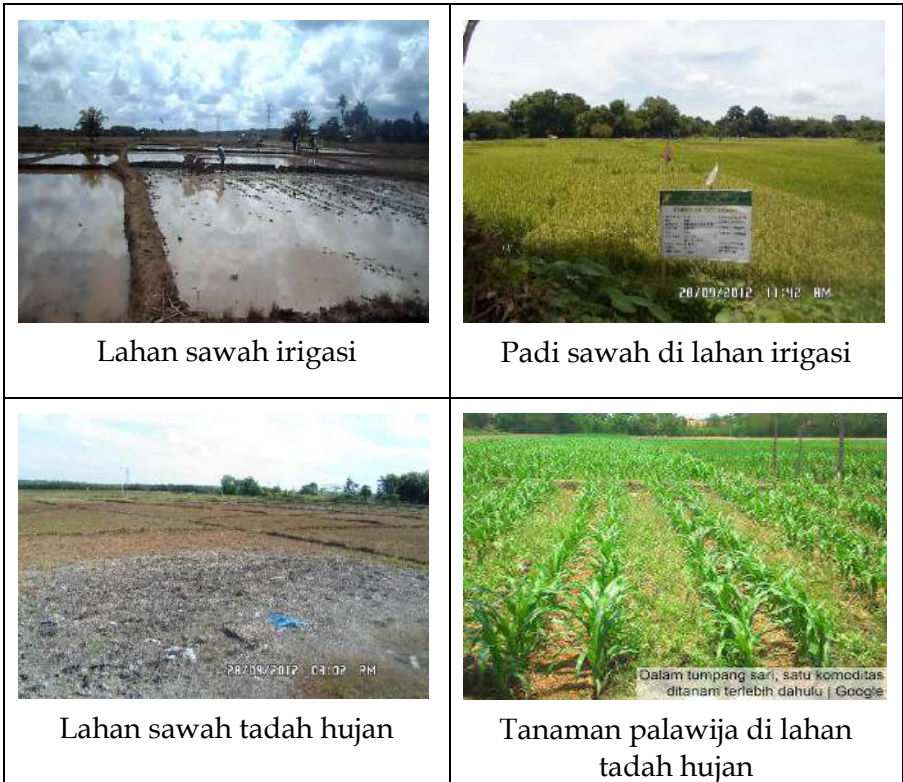 28/09/2012 11:42 AM
Lahan sawah irigasi
Padi sawah di lahan irigasi
28/09/2012 03:02 PM
Dalam tumpang sari, satu komoditas
ditanam terlebih dahulu | Google
Lahan sawah tadah hujan
Tanaman palawija di lahan
tadah hujan